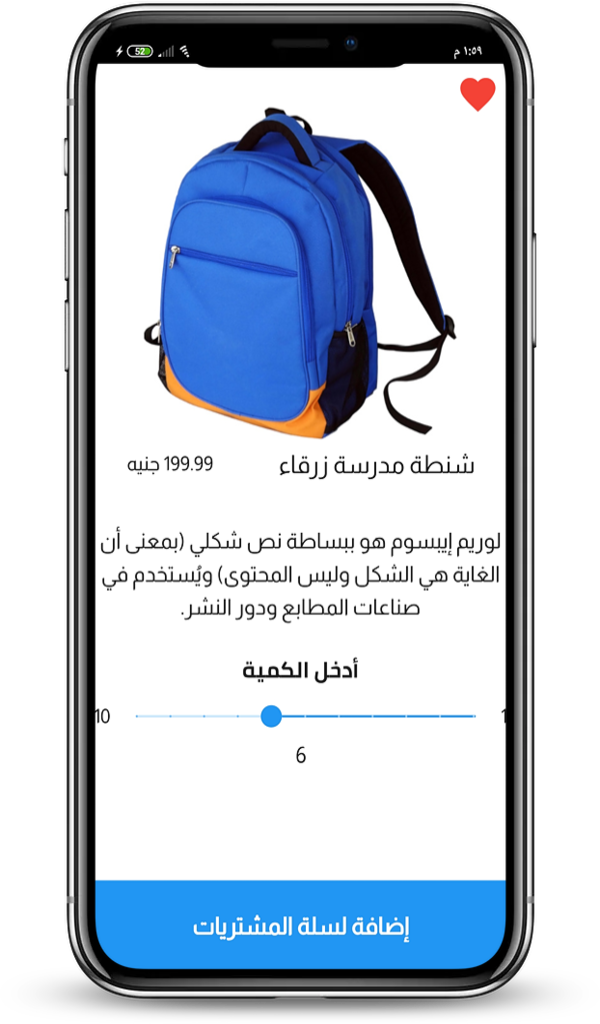 ١:٥٩ م
52
شنطة مدرسة زرقاء
199.99 جنيه
لوريم إيبسوم هو ببساطة نص شكلي (بمعنى أن
الغاية هي الشكل وليس المحتوى) ويُستخدم في
صناعات المطابع ودور النشر.
أدخل الكمية
1
10
6
إضافة لسلة المشتريات